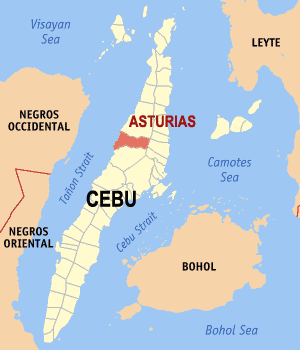 Visayan
Sea
LEYTE
NEGROS
OCCIDENTAL
ASTURIAS
Tañon Strait
Camotes
Sea
CEBU
Cebu Strait
NEGROS
ORIENTAL
BOHOL
Bohol Sea